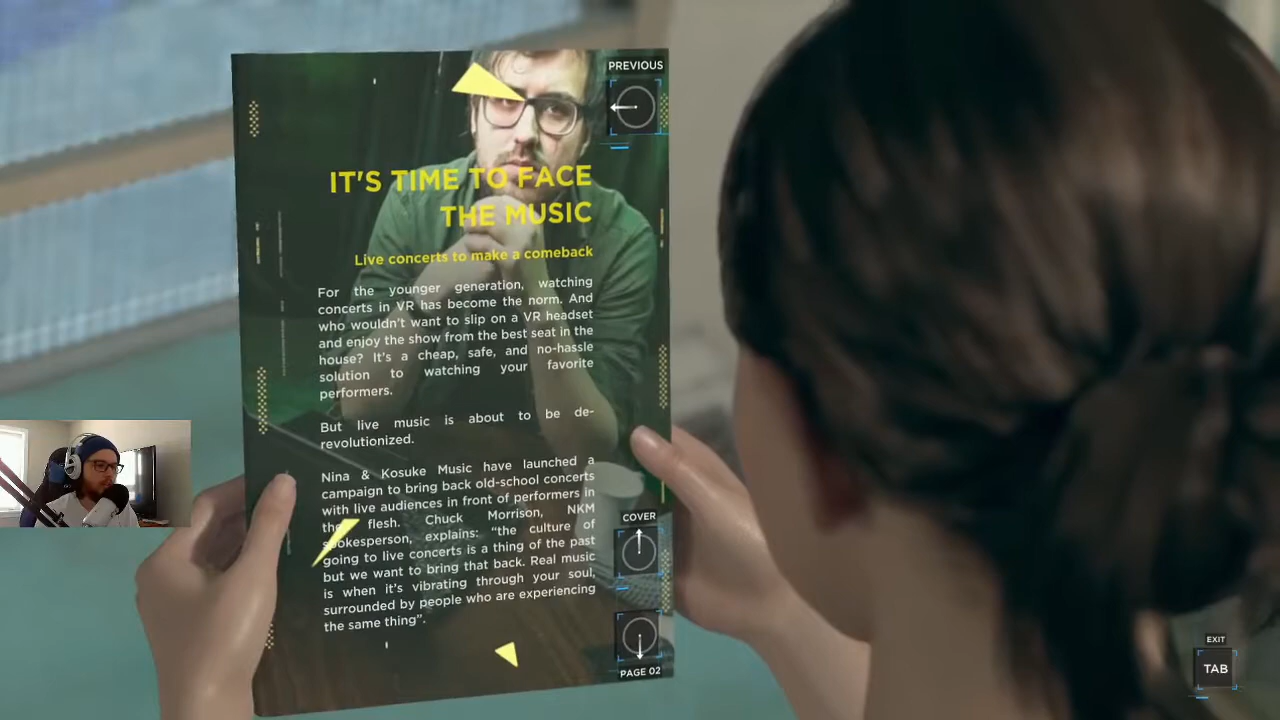 PREVIOUS
IT'S TIME TO FACE
THE MUSIC
Live concerts to make a comeback
For the younger generation, watching
concerts in VR has become the norm. And
who wouldn't want to slip on a VR headset
and enjoy the show from the best seat in the
house? It's a cheap, safe, and no-hassle
solution to watching your favorite
performers.
But live music is about to be de-
revolutionized.
Nina & Kosuke Music have launched a
campaign to bring back old-school concerts
with live audiences in front of performers in
the flesh. Chuck Morrison, NKM
spokesperson, explains: "the culture of
going to live concerts is a thing of the past
but we want to bring that back. Real music
is when it's vibrating through your soul,
surrounded by people who are experiencing
the same thing".
COVER
PAGE 02
EXIT
TAB